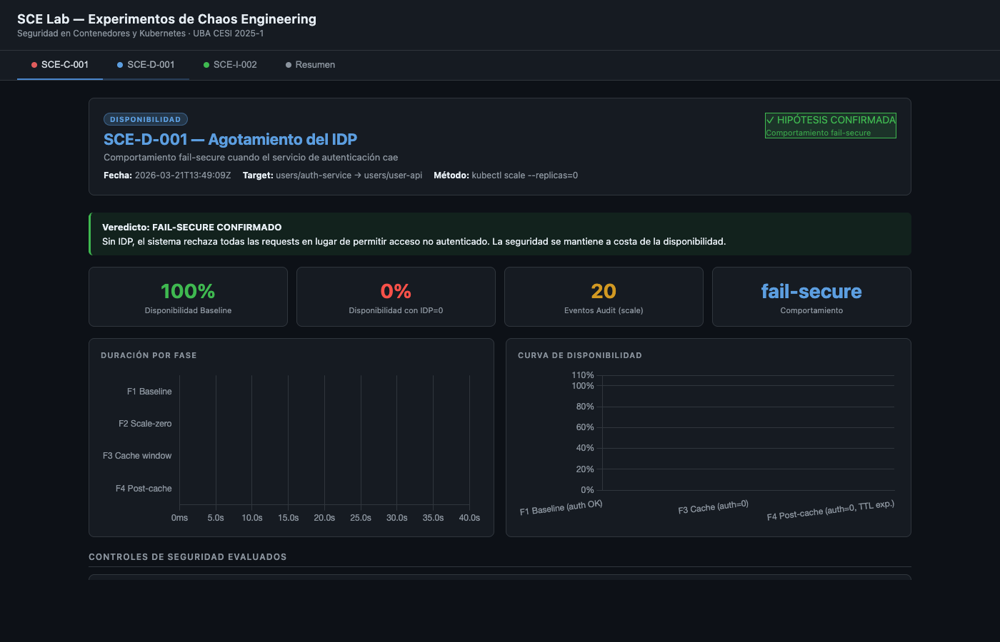 SCE Lab — Experimentos de Chaos Engineering
Seguridad en Contenedores y Kubernetes · UBA CESI 2025-1
SCE-C-001
SCE-D-001
SCE-I-002
Resumen
DISPONIBILIDAD
SCE-D-001 — Agotamiento del IDP
Comportamiento fail-secure cuando el servicio de autenticación cae
Fecha: 2026-03-21T13:49:09Z Target: users/auth-service → users/user-api Método: kubectl scale --replicas=0
✓ HIPÓTESIS CONFIRMADA
Comportamiento fail-secure
Veredicto: FAIL-SECURE CONFIRMADO
Sin IDP, el sistema rechaza todas las requests en lugar de permitir acceso no autenticado. La seguridad se mantiene a costa de la disponibilidad.
100%
Disponibilidad Baseline
0%
Disponibilidad con IDP=0
20
Eventos Audit (scale)
fail-secure
Comportamiento
DURACIÓN POR FASE
F1 Baseline
F2 Scale-zero
F3 Cache window
F4 Post-cache
0ms 5.0s 10.0s 15.0s 20.0s 25.0s 30.0s 35.0s 40.0s
CURVA DE DISPONIBILIDAD
110%
100%
80%
60%
40%
20%
0%
F1 Baseline (auth OK)
F3 Cache (auth=0)
F4 Post-cache (auth=0, TTL exp.)
CONTROLES DE SEGURIDAD EVALUADOS